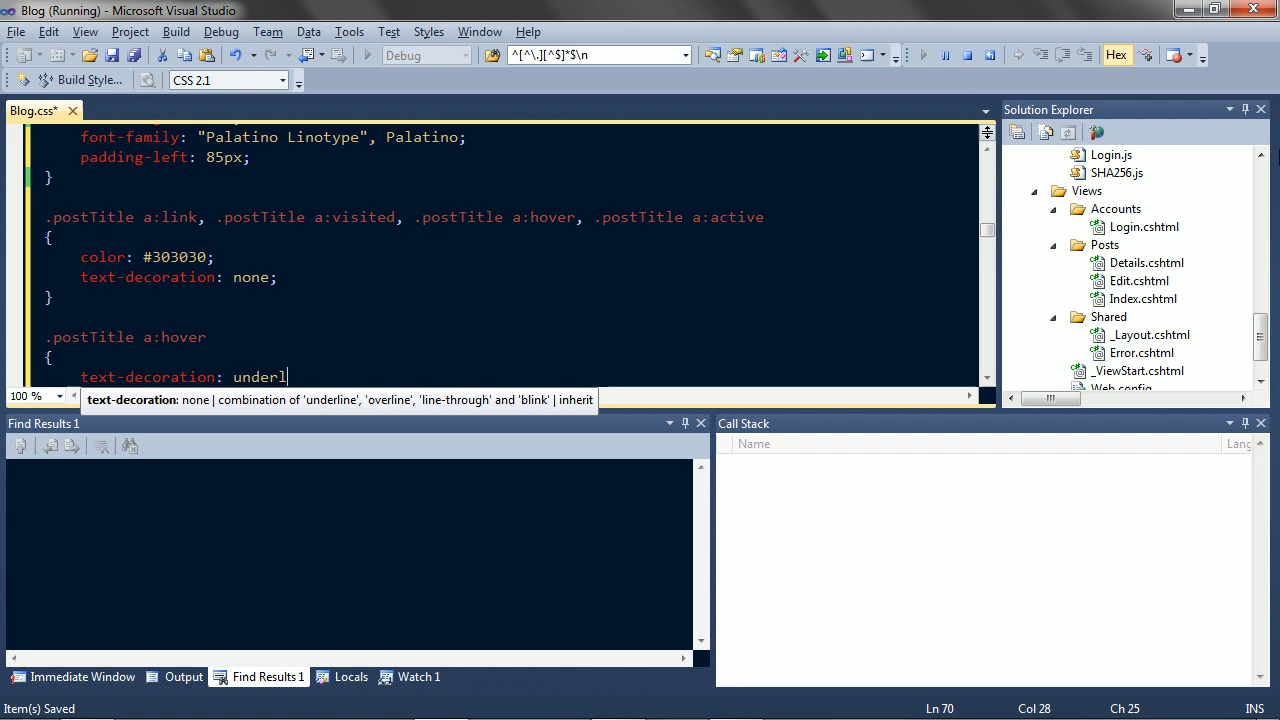 Blog (Running) - Microsoft Visual Studio
File Edit View Project Build Debug Team Data Tools Test Styles Window Help
Debug ^[^\.][^$]*$\n Hex
Build Style... CSS 2.1
Blog.css*
font-family: "Palatino Linotype", Palatino;
padding-left: 85px;
}
.postTitle a:link, .postTitle a:visited, .postTitle a:hover, .postTitle a:active
{
color: #303030;
text-decoration: none;
}
.postTitle a:hover
{
text-decoration: underl
100 %
text-decoration: none | combination of 'underline', 'overline', 'line-through' and 'blink' | inherit
Solution Explorer
Login.js
SHA256.js
Views
Accounts
Login.cshtml
Posts
Details.cshtml
Edit.cshtml
Index.cshtml
Shared
_Layout.cshtml
Error.cshtml
_ViewStart.cshtml
Web.config
Find Results 1
Call Stack
Name Lang
Immediate Window Output Find Results 1 Locals Watch 1
Item(s) Saved Ln 70 Col 28 Ch 25 INS